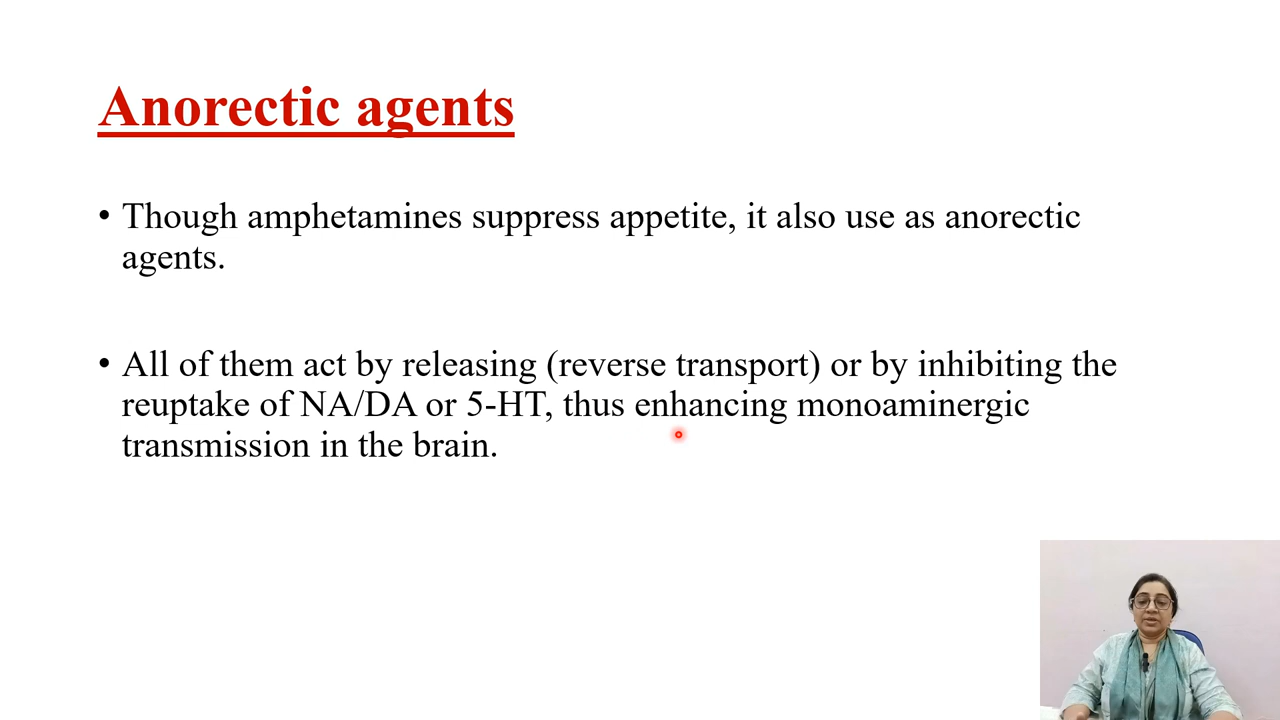 Anorectic agents
• Though amphetamines suppress appetite, it also use as anorectic
agents.
• All of them act by releasing (reverse transport) or by inhibiting the
reuptake of NA/DA or 5-HT, thus enhancing monoaminergic
transmission in the brain.